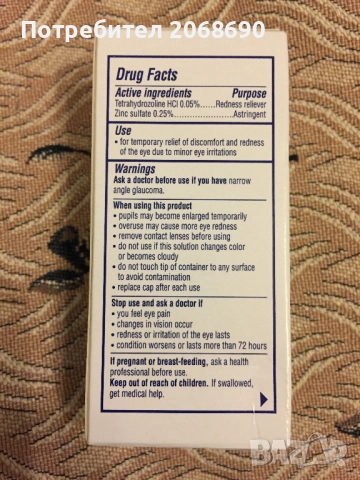 Потребител 2068690
Drug Facts
Active ingredients Purpose
Tetrahydrozoline HCl 0.05%......Redness reliever
Zinc sulfate 0.25%...................Astringent
Use
• for temporary relief of discomfort and redness
of the eye due to minor eye irritations
Warnings
Ask a doctor before use if you have narrow
angle glaucoma.
When using this product
• pupils may become enlarged temporarily
• overuse may cause more eye redness
• remove contact lenses before using
• do not use if this solution changes color
or becomes cloudy
• do not touch tip of container to any surface
to avoid contamination
• replace cap after each use
Stop use and ask a doctor if
• you feel eye pain
• changes in vision occur
• redness or irritation of the eye lasts
• condition worsens or lasts more than 72 hours
If pregnant or breast-feeding, ask a health
professional before use.
Keep out of reach of children. If swallowed,
get medical help.
BAZAR